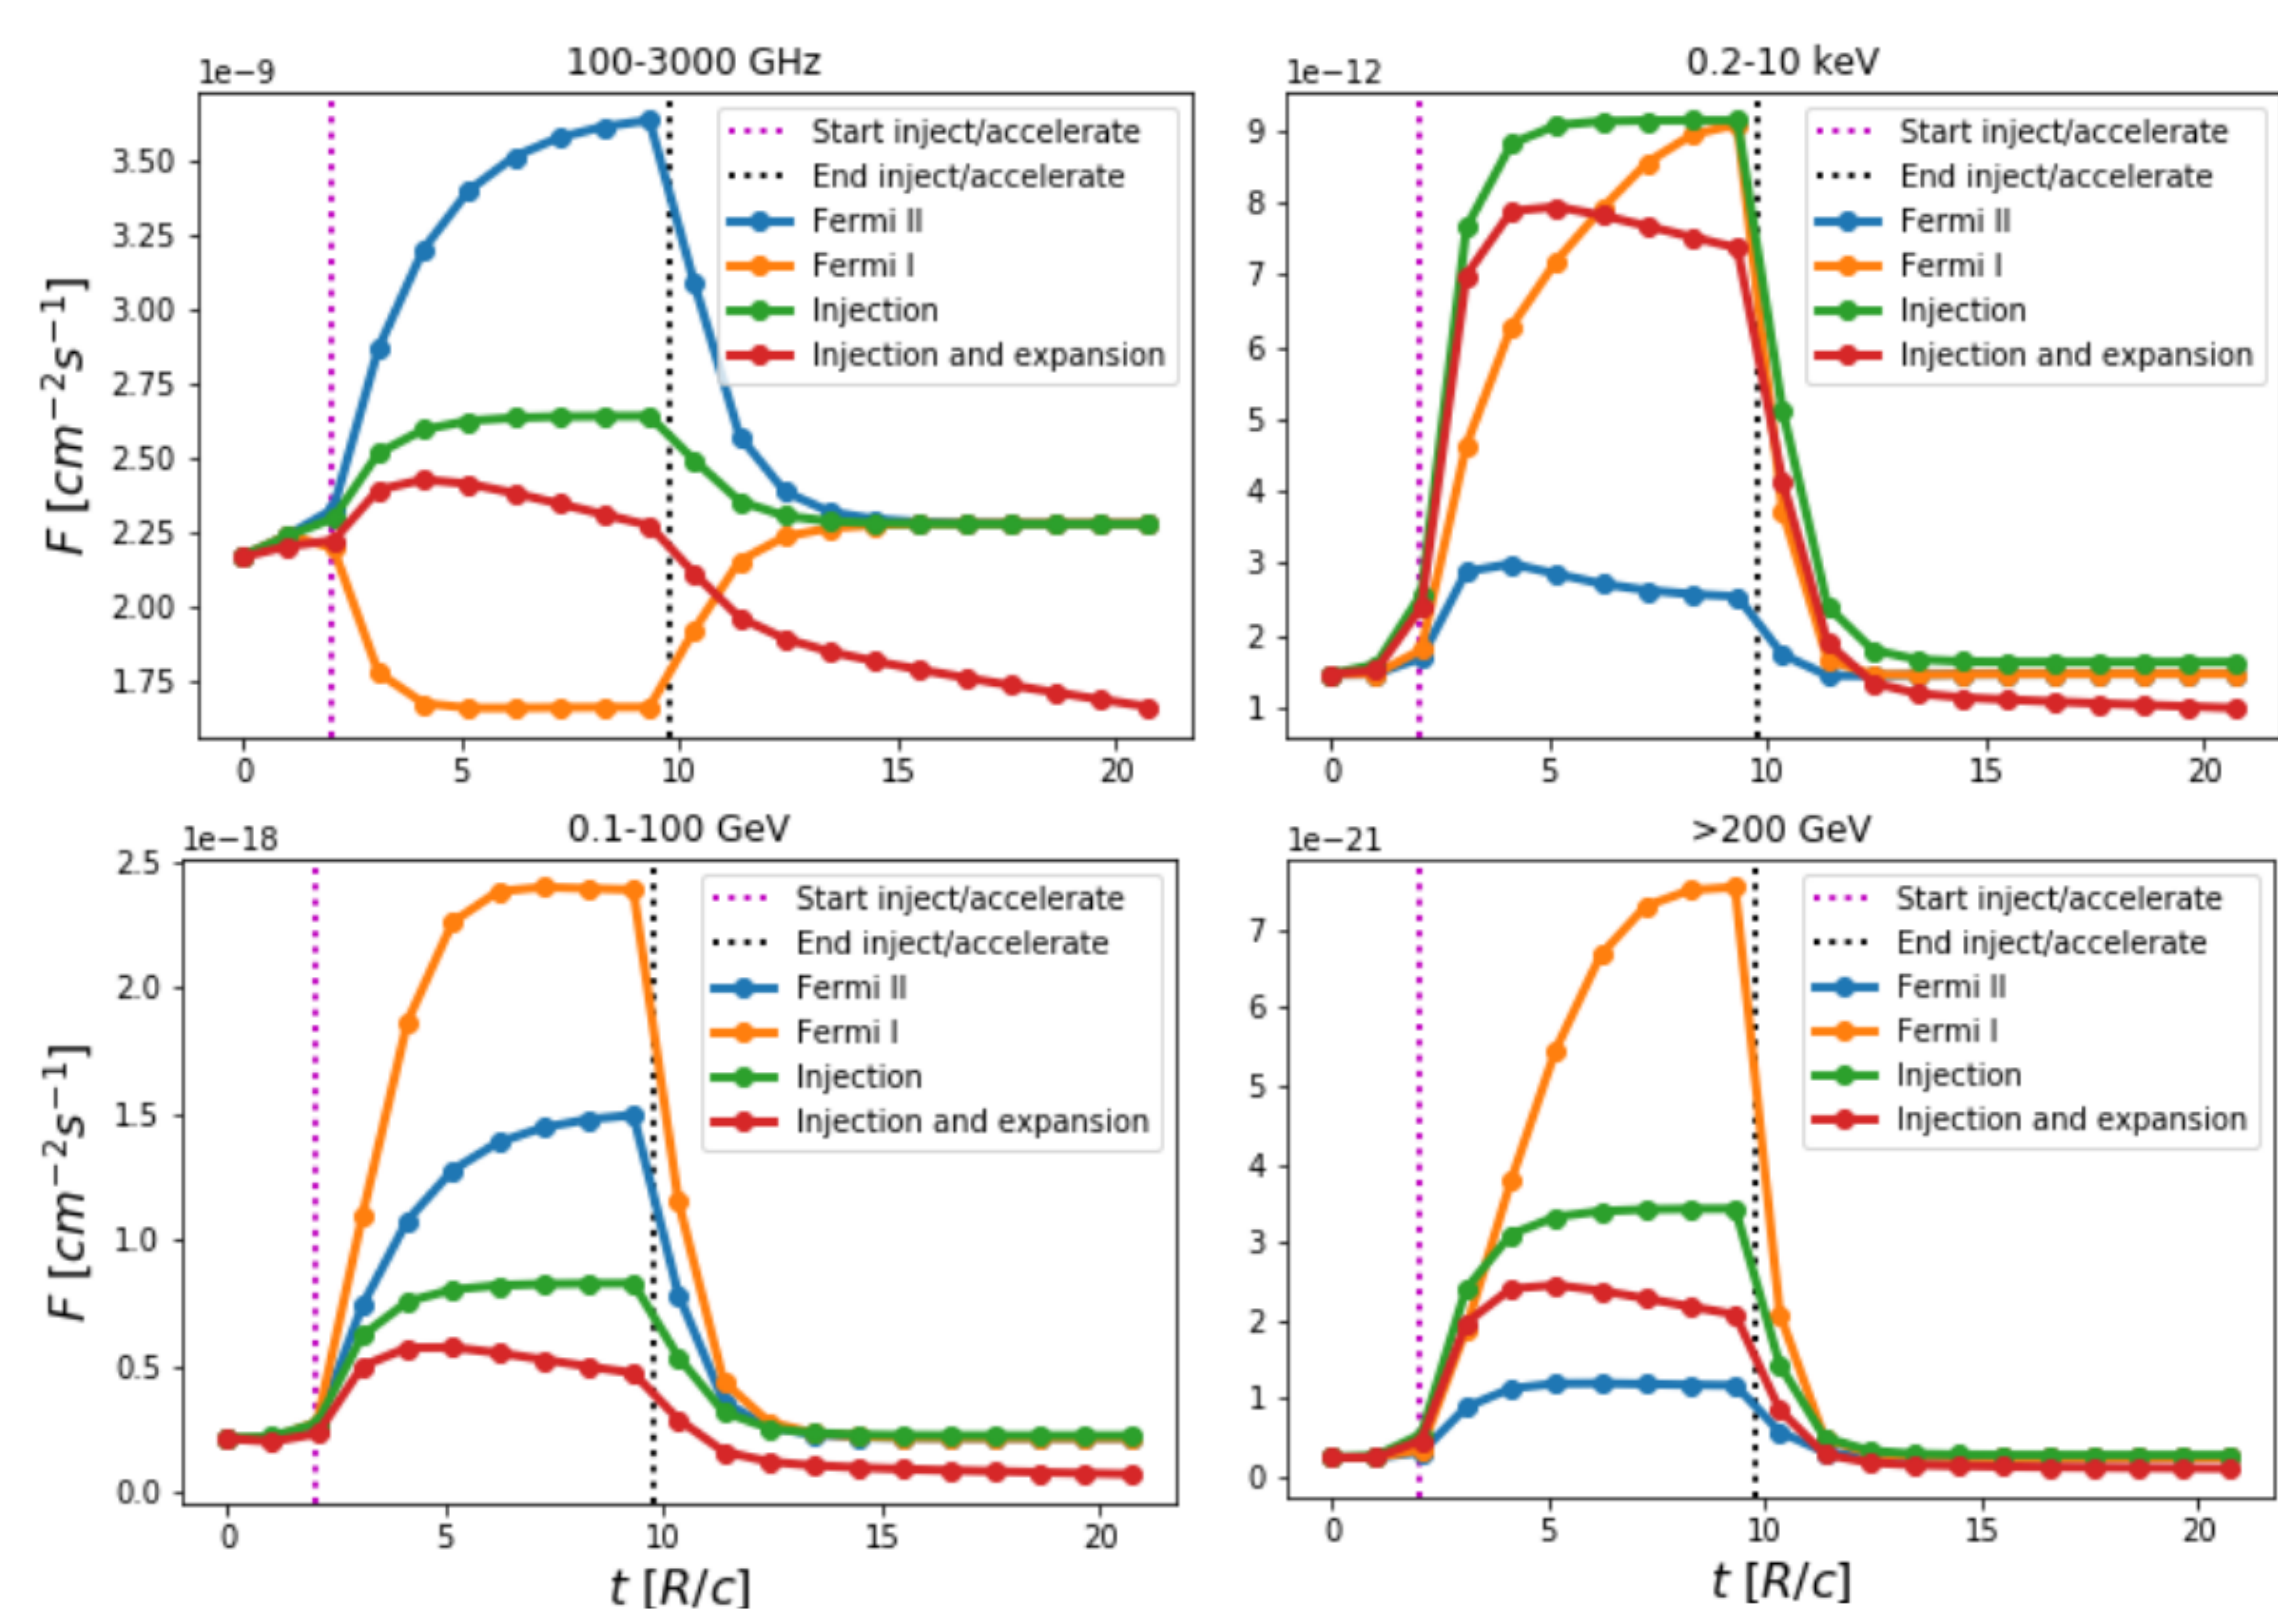 100-3000 GHz
1e−9
F [cm⁻²s⁻¹]
3.50
3.25
3.00
2.75
2.50
2.25
2.00
1.75
0 5 10 15 20
Start inject/accelerate
End inject/accelerate
Fermi II
Fermi I
Injection
Injection and expansion
0.2-10 keV
1e−12
9
8
7
6
5
4
3
2
1
0 5 10 15 20
Start inject/accelerate
End inject/accelerate
Fermi II
Fermi I
Injection
Injection and expansion
0.1-100 GeV
1e−18
F [cm⁻²s⁻¹]
2.5
2.0
1.5
1.0
0.5
0.0
0 5 10 15 20
t [R/c]
Start inject/accelerate
End inject/accelerate
Fermi II
Fermi I
Injection
Injection and expansion
>200 GeV
1e−21
7
6
5
4
3
2
1
0
0 5 10 15 20
t [R/c]
Start inject/accelerate
End inject/accelerate
Fermi II
Fermi I
Injection
Injection and expansion